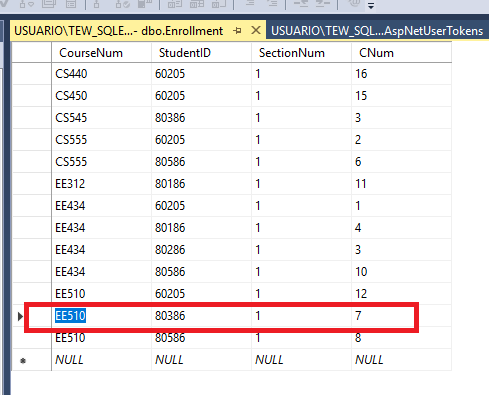 USUARIO\TEW_SQLE...- dbo.Enrollment USUARIO\TEW_SQL...AspNetUserTokens
CourseNum StudentID SectionNum CNum
CS440 60205 1 16
CS450 60205 1 15
CS545 80386 1 3
CS555 60205 1 2
CS555 80586 1 6
EE312 80186 1 11
EE434 60205 1 1
EE434 80186 1 4
EE434 80286 1 3
EE434 80586 1 10
EE510 60205 1 12
EE510 80386 1 7
EE510 80586 1 8
NULL NULL NULL NULL